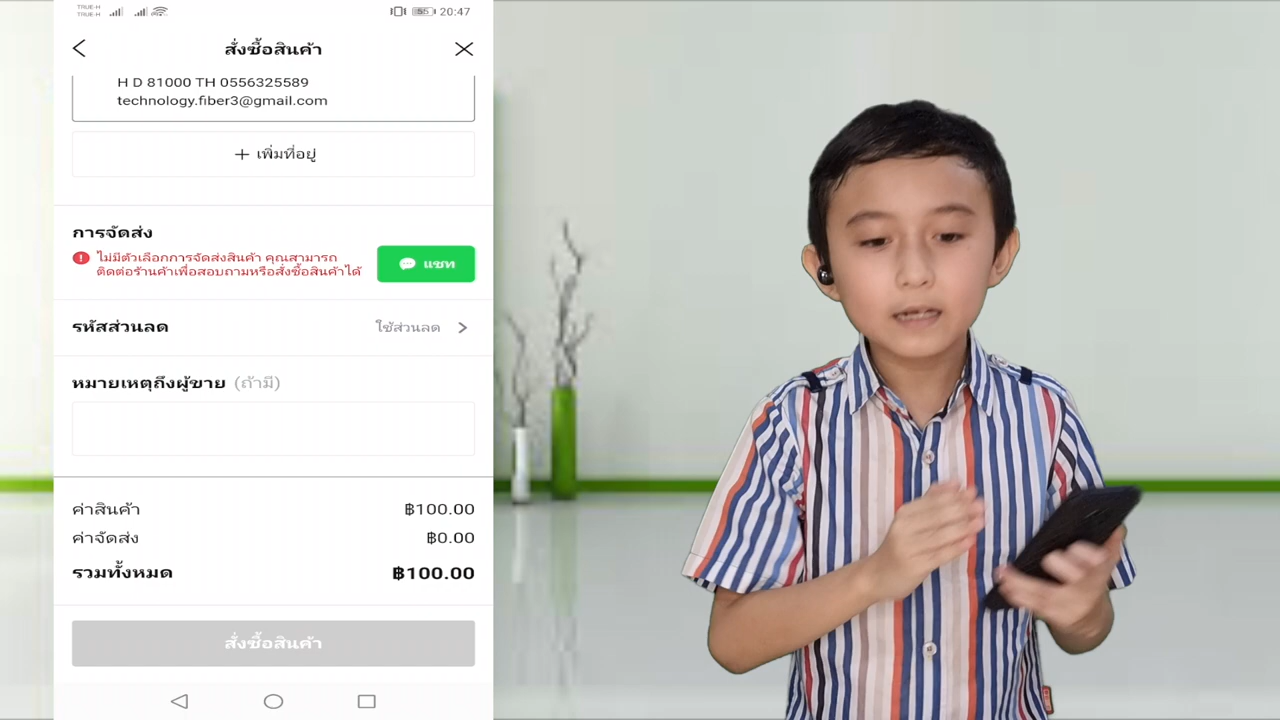 TRUE-H
TRUE-H
55 20:47
สั่งซื้อสินค้า
H D 81000 TH 0556325589
technology.fiber3@gmail.com
+ เพิ่มที่อยู่
การจัดส่ง
ไม่มีตัวเลือกการจัดส่งสินค้า คุณสามารถ
ติดต่อร้านค้าเพื่อสอบถามหรือสั่งซื้อสินค้าได้
แชท
รหัสส่วนลด
ใช้ส่วนลด
หมายเหตุถึงผู้ขาย (ถ้ามี)
ค่าสินค้า ฿100.00
ค่าจัดส่ง ฿0.00
รวมทั้งหมด ฿100.00
สั่งซื้อสินค้า